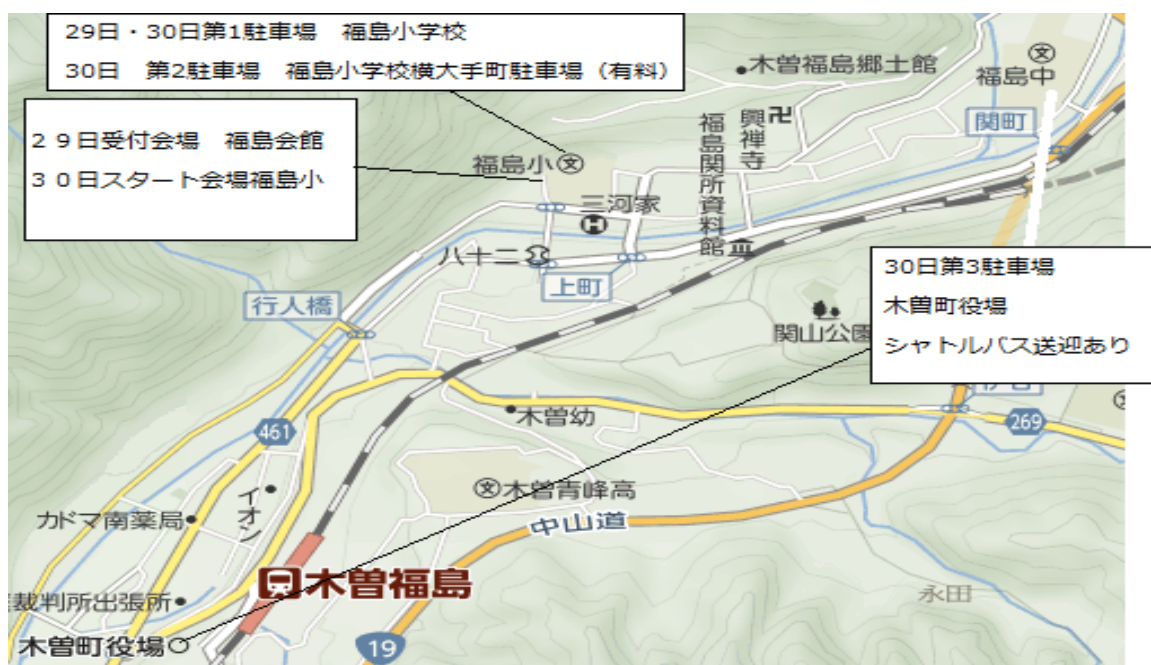 29日・30日第1駐車場　福島小学校
30日　第2駐車場　福島小学校横大手町駐車場（有料）
２９日受付会場　福島会館
３０日スタート会場福島小
木曽福島郷土館
福島中
関町
興禅寺
福島関所資料館
福島小
三河家
八十二
上町
行人橋
30日第3駐車場
木曽町役場
シャトルバス送迎あり
関山公園
木曽幼
461
269
イオン
木曽青峰高
カドマ南薬局
中山道
木曽福島
裁判所出張所
永田
木曽町役場
19